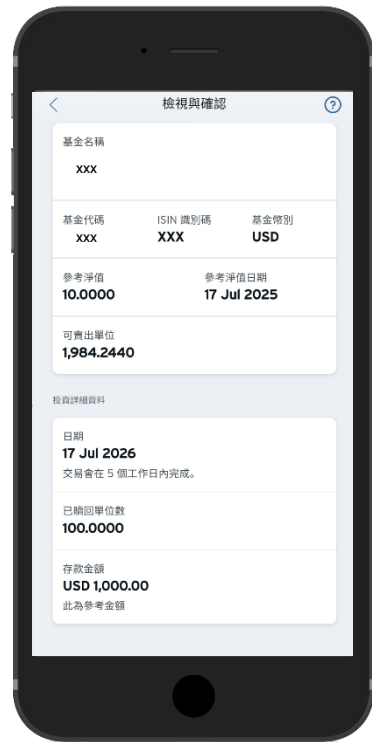 檢視與確認
?
基金名稱
xxx
基金代碼 ISIN 識別碼 基金幣別
xxx XXX USD
參考淨值 參考淨值日期
10.0000 17 Jul 2025
可賣出單位
1,984.2440
投資詳細資料
日期
17 Jul 2026
交易會在 5 個工作日內完成。
已贖回單位數
100.0000
存款金額
USD 1,000.00
此為參考金額